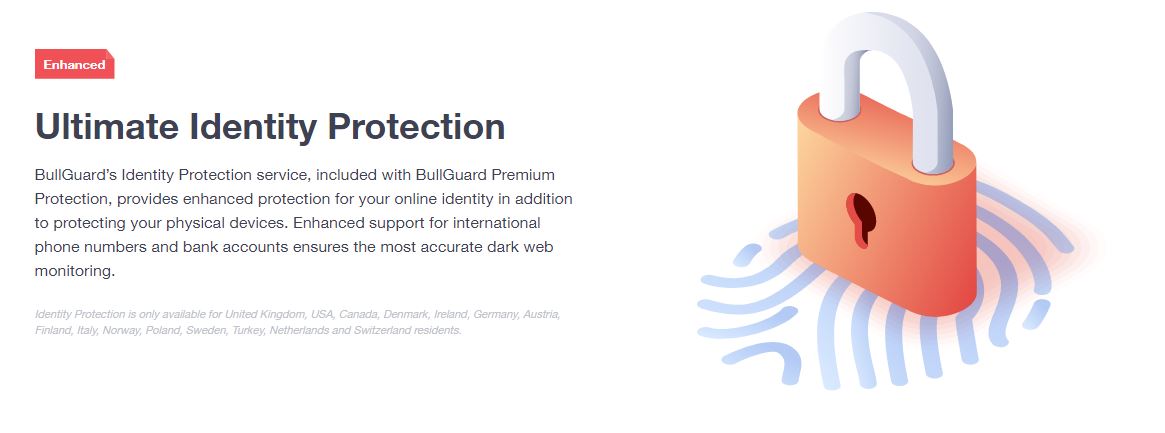 Enhanced
Ultimate Identity Protection
BullGuard's Identity Protection service, included with BullGuard Premium
Protection, provides enhanced protection for your online identity in addition
to protecting your physical devices. Enhanced support for international
phone numbers and bank accounts ensures the most accurate dark web
monitoring.
Identity Protection is only available for United Kingdom, USA, Canada, Denmark, Ireland, Germany, Austria,
Finland, Italy, Norway, Poland, Sweden, Turkey, Netherlands and Switzerland residents.